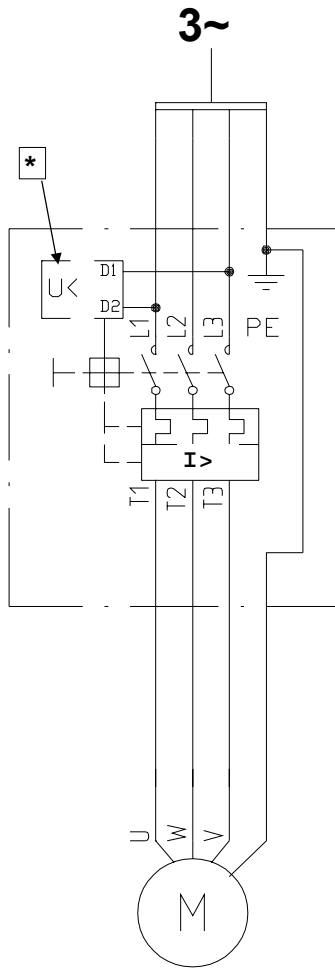 3~
*
D1
U<
D2
L1 L2 L3 PE
I>
T1 T2 T3
U W V
M